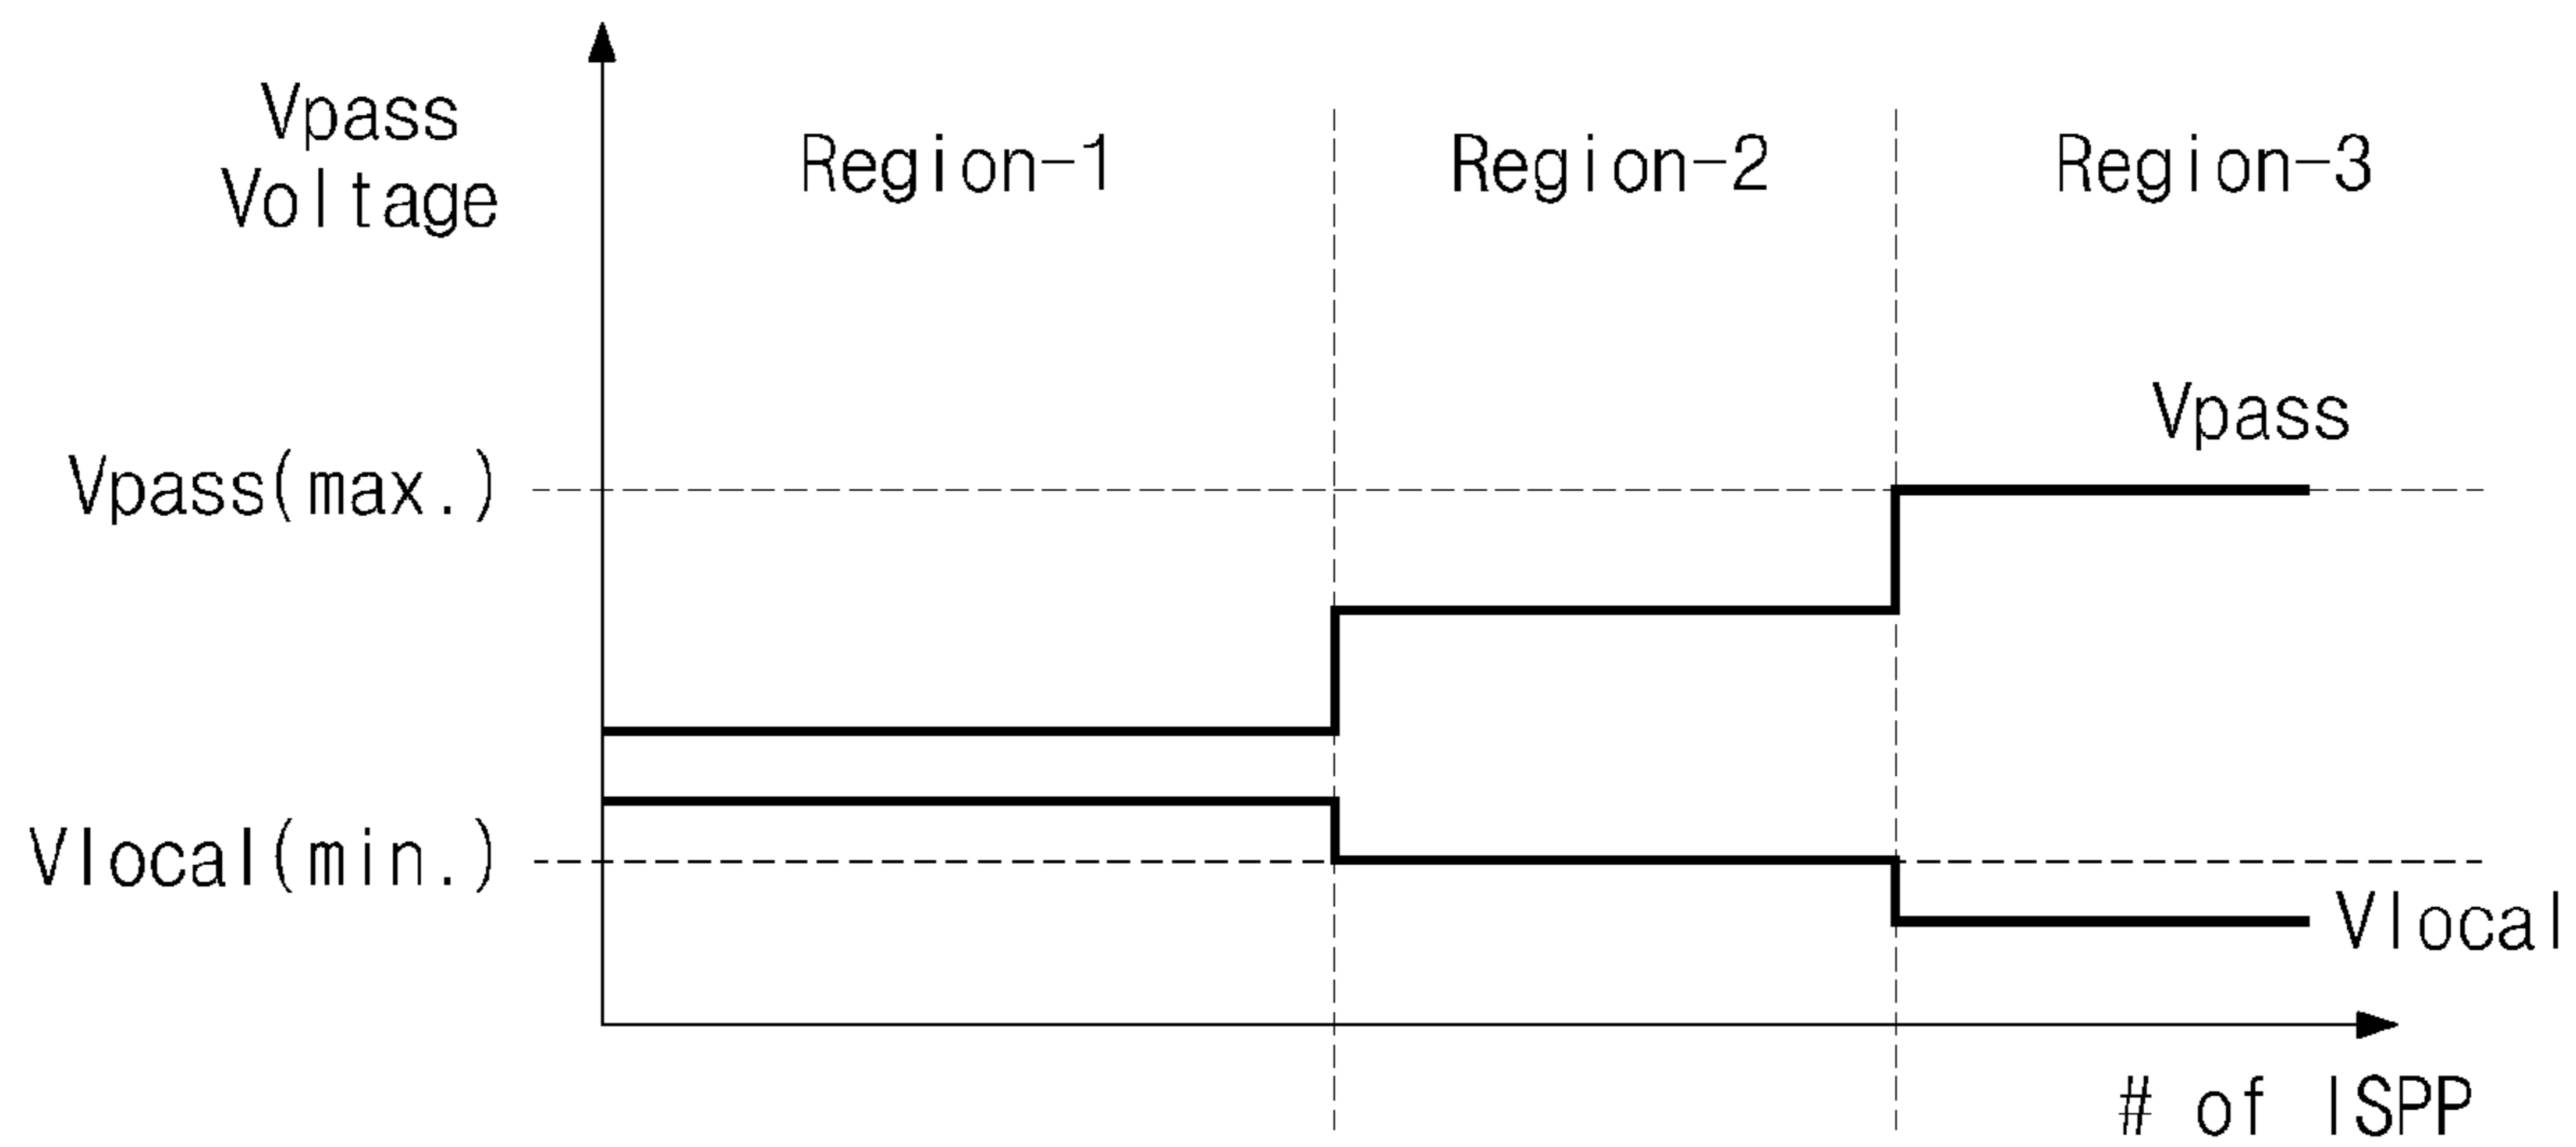 Vpass
Voltage
Region-1
Region-2
Region-3
Vpass
Vpass(max.)
Vlocal(min.)
Vlocal
# of ISPP